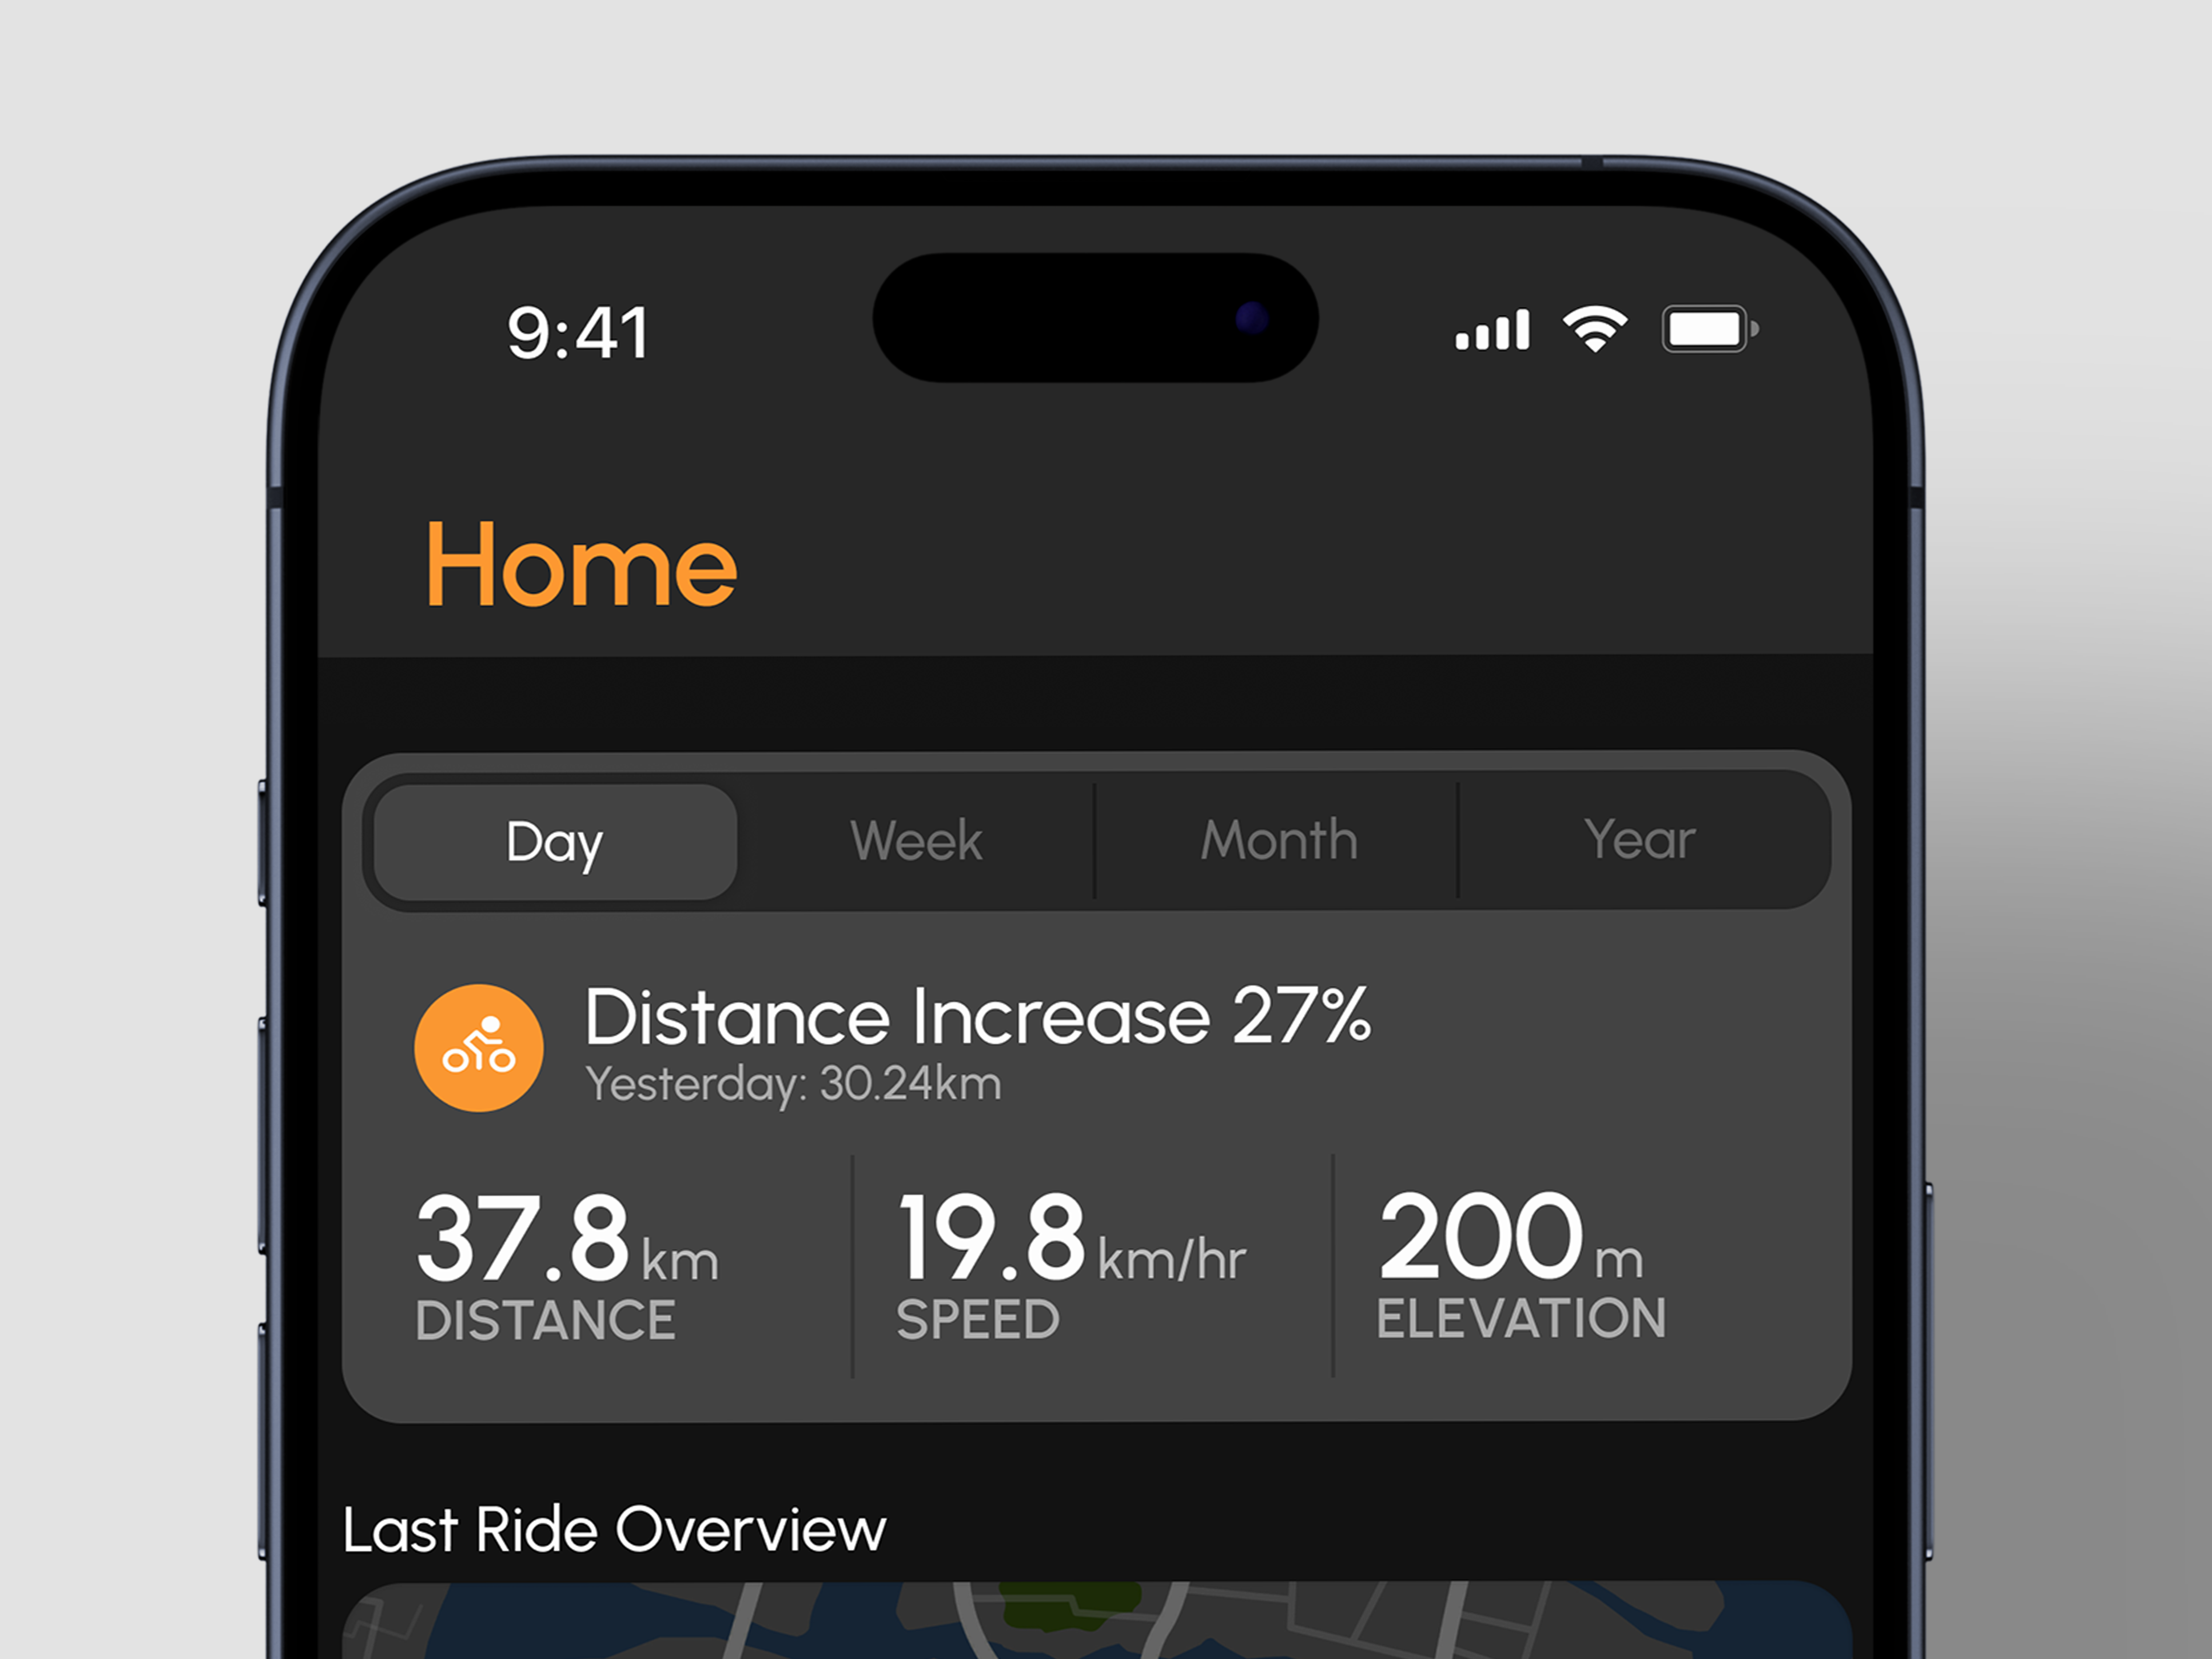 9:41
Home
Day Week Month Year
Distance Increase 27%
Yesterday: 30.24km
37.8 km 19.8 km/hr 200 m
DISTANCE SPEED ELEVATION
Last Ride Overview